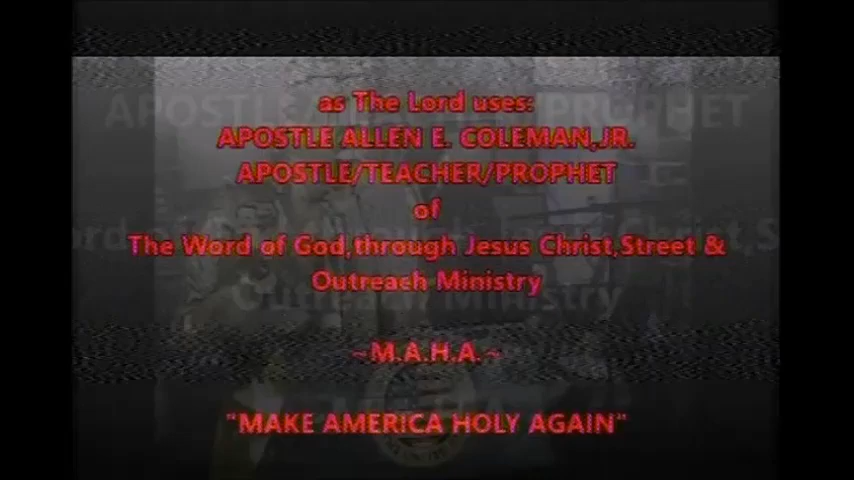 as The Lord uses:
APOSTLE ALLEN E. COLEMAN,JR.
APOSTLE/TEACHER/PROPHET
of
The Word of God,through Jesus Christ,Street &
Outreach Ministry
~M.A.H.A.~
"MAKE AMERICA HOLY AGAIN"